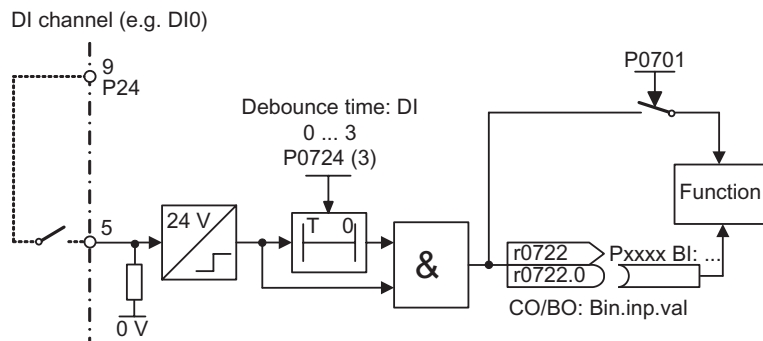 DI channel (e.g. DI0)
9
P24
P0701
Debounce time: DI
0 ... 3
P0724 (3)
Function
5
24 V
T 0
&
r0722
Pxxxx BI: ...
r0722.0
0 V
CO/BO: Bin.inp.val